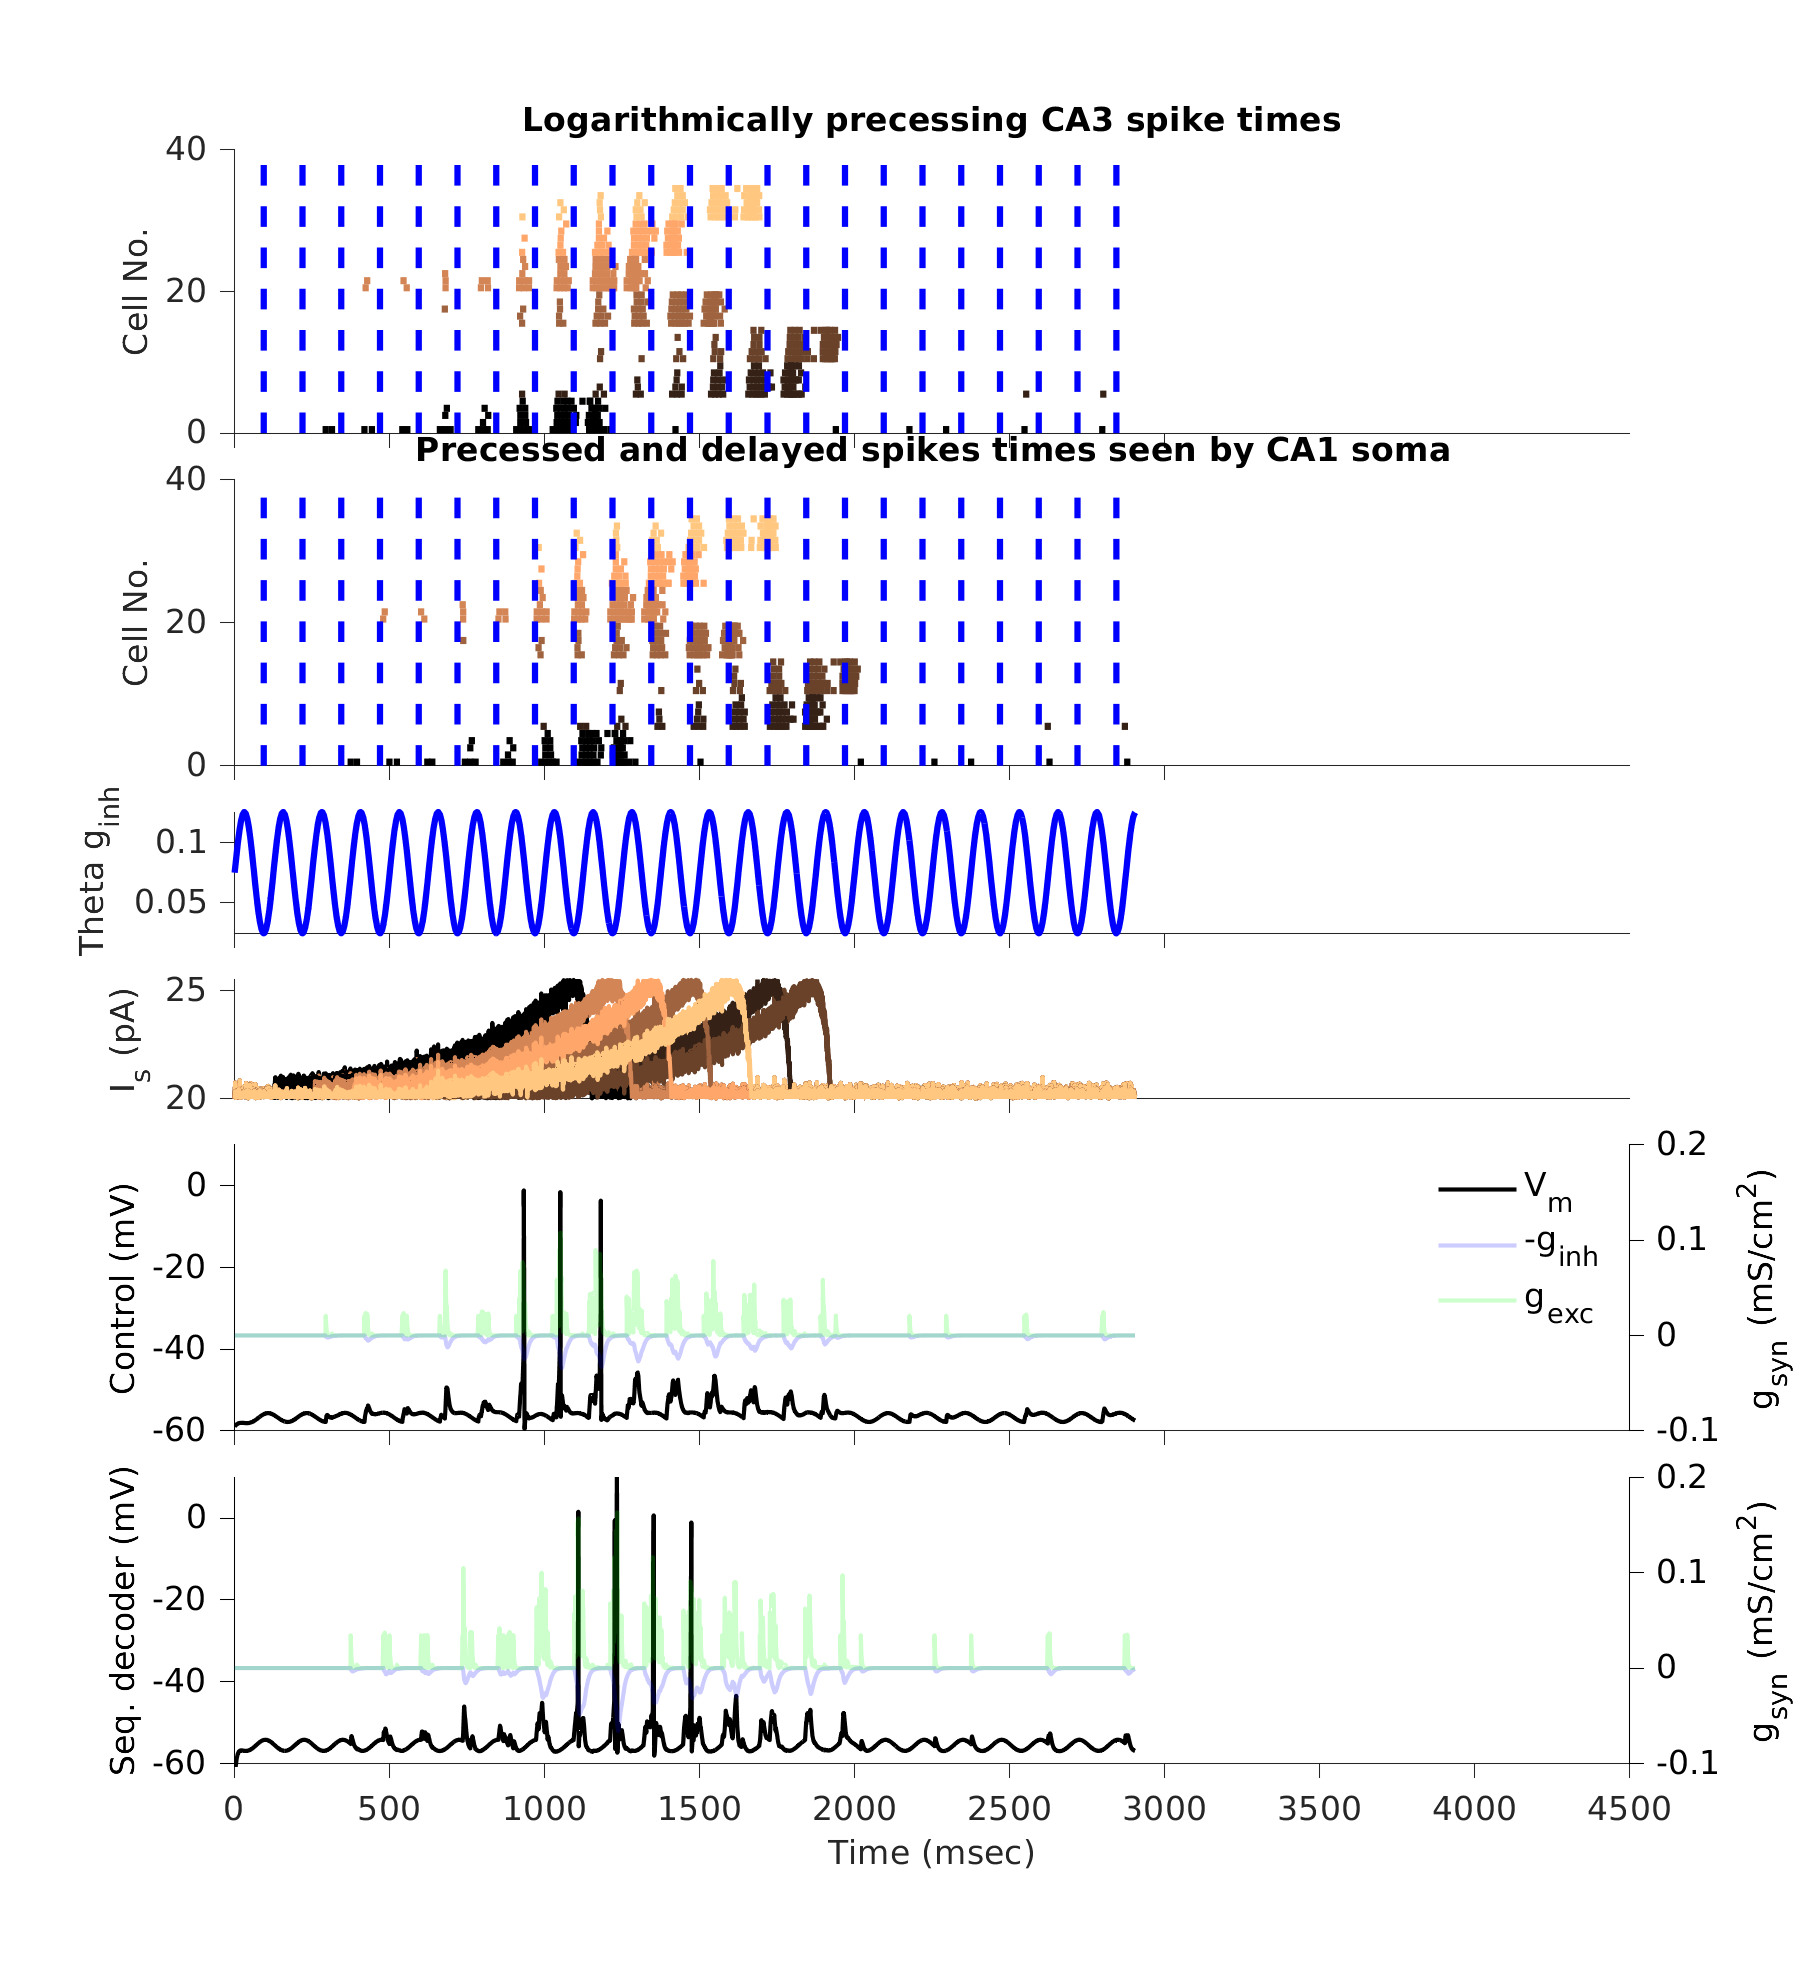 Logarithmically precessing CA3 spike times
40
20
0
Cell No.
Precessed and delayed spikes times seen by CA1 soma
40
20
0
Cell No.
0.1
0.05
Theta g_inh
25
20
I_s (pA)
0
-20
-40
-60
Control (mV)
0.2
0.1
0
-0.1
g_syn (mS/cm^2)
V_m
-g_inh
g_exc
0
-20
-40
-60
Seq. decoder (mV)
0.2
0.1
0
-0.1
g_syn (mS/cm^2)
0 500 1000 1500 2000 2500 3000 3500 4000 4500
Time (msec)